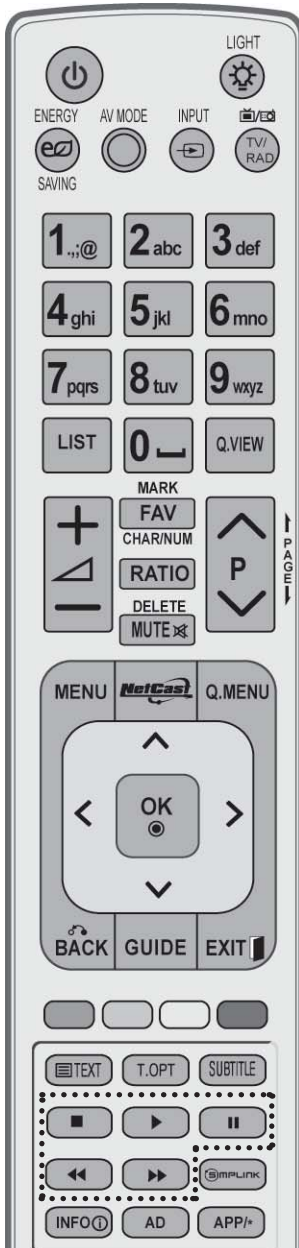 LIGHT
ENERGY AV MODE INPUT
TV/
RAD
SAVING
1.,;@ 2abc 3def
4ghi 5jkl 6mno
7pqrs 8tuv 9wxyz
LIST 0 Q.VIEW
MARK
FAV
CHAR/NUM
RATIO
P
PAGE
DELETE
MUTE
MENU NetCast Q.MENU
OK
BACK GUIDE EXIT
TEXT T.OPT SUBTITLE
SIMPLINK
INFO AD APP/*